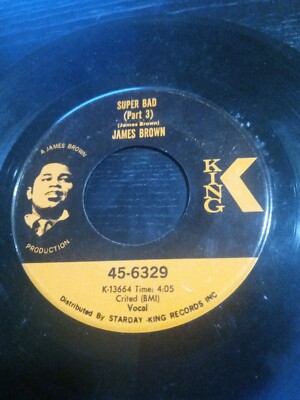 SUPER BAD
(Part 3)
(James Brown)
JAMES BROWN
A JAMES BROWN
PRODUCTION
KING
45-6329
K-13664 Time: 4:05
Crited (BMI)
Vocal
Distributed By STARDAY-KING RECORDS INC